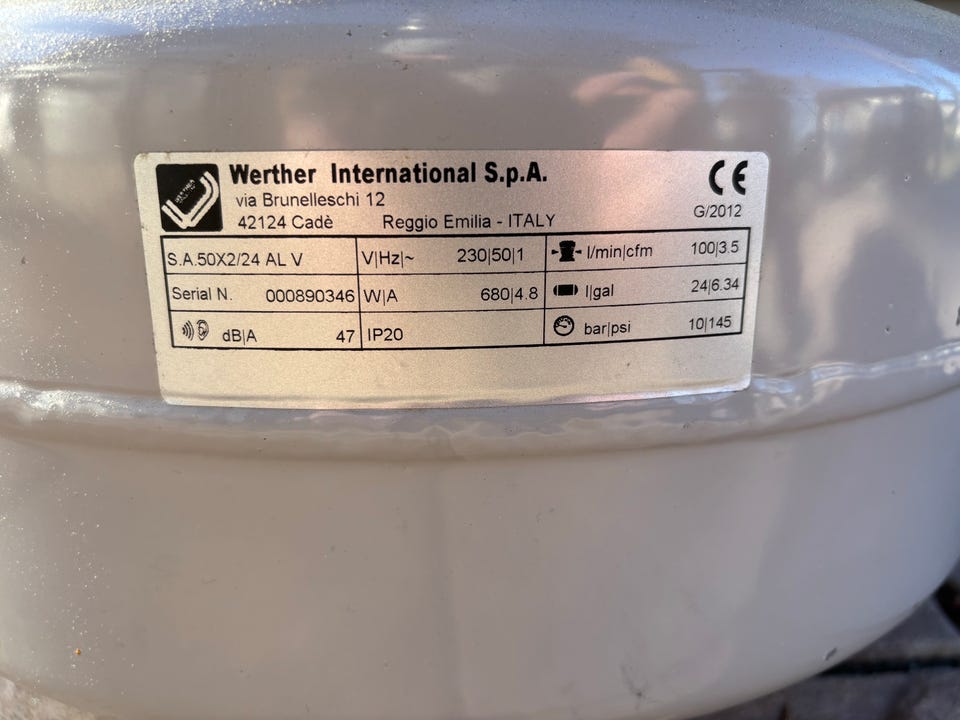 Werther International S.p.A.
via Brunelleschi 12
42124 Cadè Reggio Emilia - ITALY
CE
G/2012
S.A.50X2/24 AL V V|Hz|~ 230|50|1 l/min|cfm 100|3.5
Serial N. 000890346 W|A 680|4.8 l|gal 24|6.34
dB|A 47 IP20 bar|psi 10|145